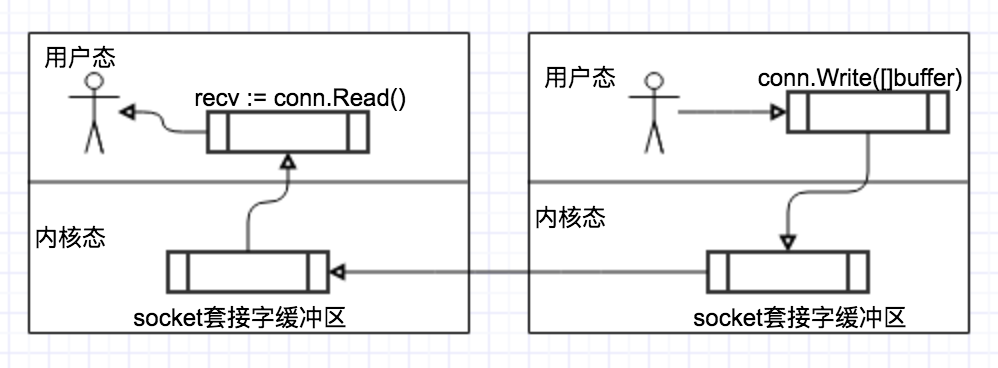 用户态
recv := conn.Read()
内核态
socket套接字缓冲区
用户态
conn.Write([]buffer)
内核态
socket套接字缓冲区